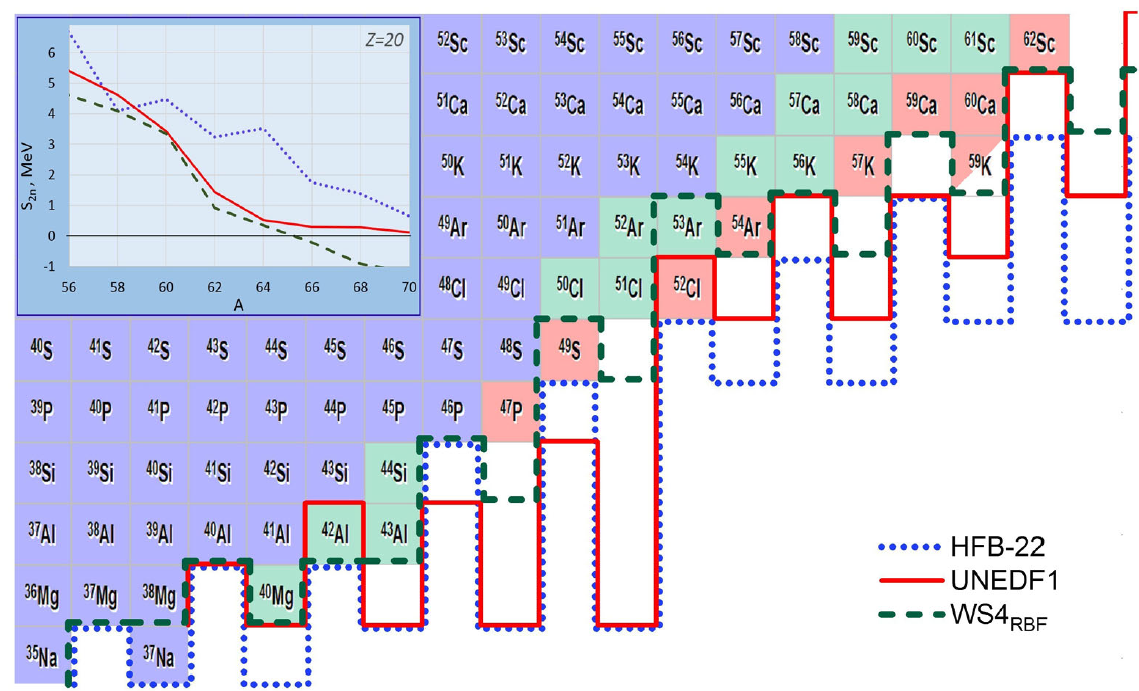 Z=20
S2n, MeV
6
5
4
3
2
1
0
-1
56 58 60 62 64 66 68 70
A
52Sc 53Sc 54Sc 55Sc 56Sc 57Sc 58Sc 59Sc 60Sc 61Sc 62Sc
51Ca 52Ca 53Ca 54Ca 55Ca 56Ca 57Ca 58Ca 59Ca 60Ca
50K 51K 52K 53K 54K 55K 56K 57K 59K
49Ar 50Ar 51Ar 52Ar 53Ar 54Ar
48Cl 49Cl 50Cl 51Cl 52Cl
40S 41S 42S 43S 44S 45S 46S 47S 48S 49S
39P 40P 41P 42P 43P 44P 45P 46P 47P
38Si 39Si 40Si 41Si 42Si 43Si 44Si
37Al 38Al 39Al 40Al 41Al 42Al 43Al
36Mg 37Mg 38Mg 40Mg
35Na 37Na
HFB-22
UNEDF1
WS4RBF